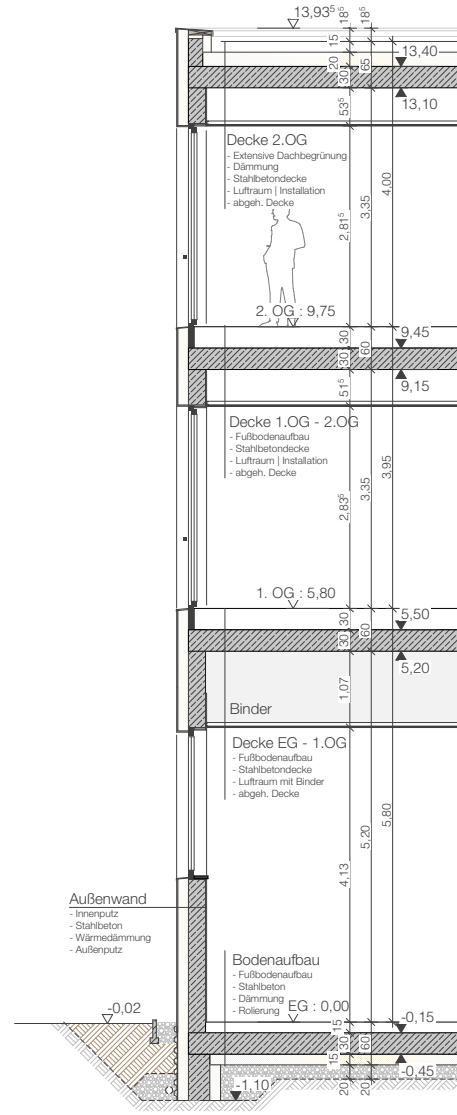 13,93⁵
18⁵
18⁵
15
20
65
13,40
30
13,10
53⁵
Decke 2.OG
- Extensive Dachbegrünung
- Dämmung
- Stahlbetondecke
- Luftraum | Installation
- abgeh. Decke
2,81⁵
3,35
4,00
2. OG : 9,75
30
60
9,45
30
9,15
51⁵
Decke 1.OG - 2.OG
- Fußbodenaufbau
- Stahlbetondecke
- Luftraum | Installation
- abgeh. Decke
2,83⁵
3,35
3,95
1. OG : 5,80
30
60
5,50
30
5,20
1,07
Binder
Decke EG - 1.OG
- Fußbodenaufbau
- Stahlbetondecke
- Luftraum mit Binder
- abgeh. Decke
4,13
5,20
5,80
Außenwand
- Innenputz
- Stahlbeton
- Wärmedämmung
- Außenputz
Bodenaufbau
- Fußbodenaufbau
- Stahlbeton
- Dämmung
- Rolierung
EG : 0,00
-0,02
15
-0,15
30
60
15
-0,45
-1,10
20
20